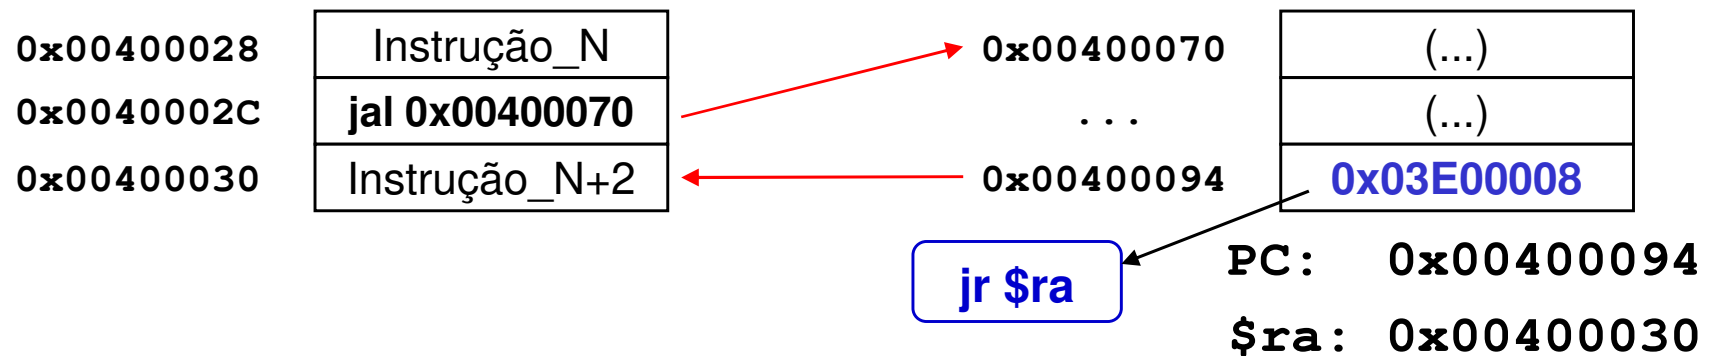 0x00400028 Instrução_N 0x00400070 (...)
0x0040002C jal 0x00400070 ... (...)
0x00400030 Instrução_N+2 0x00400094 0x03E00008
jr $ra PC: 0x00400094
$ra: 0x00400030